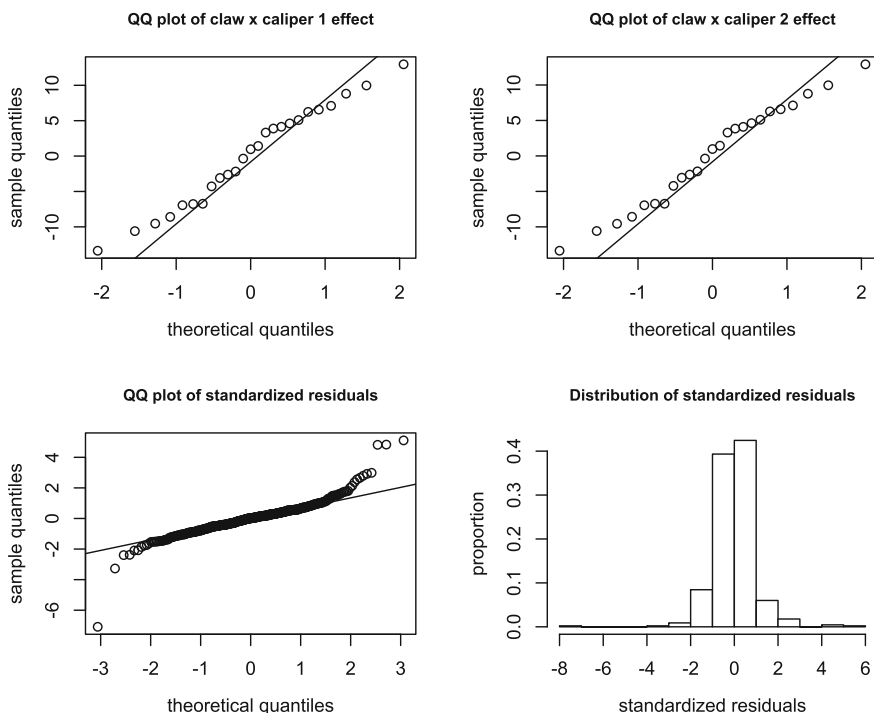 QQ plot of claw x caliper 1 effect
sample quantiles
10
5
0
-10
-2 -1 0 1 2
theoretical quantiles
QQ plot of claw x caliper 2 effect
sample quantiles
10
5
0
-10
-2 -1 0 1 2
theoretical quantiles
QQ plot of standardized residuals
sample quantiles
4
2
0
-2
-6
-3 -2 -1 0 1 2 3
theoretical quantiles
Distribution of standardized residuals
proportion
0.4
0.3
0.2
0.1
0.0
-8 -6 -4 -2 0 2 4 6
standardized residuals